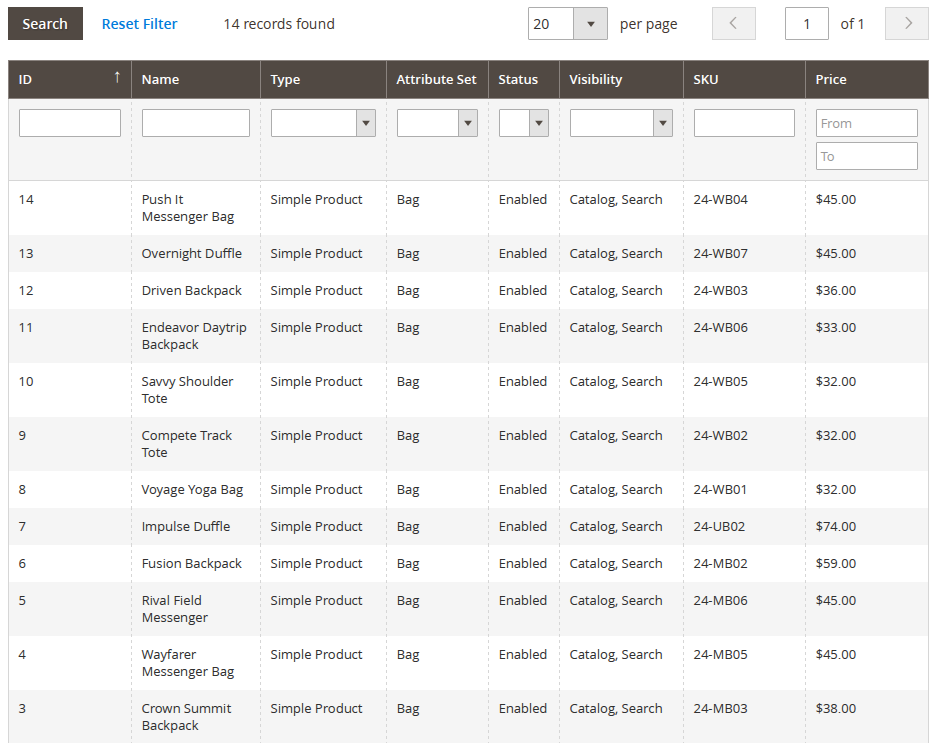 Search Reset Filter 14 records found 20 per page 1 of 1
ID ↑ Name Type Attribute Set Status Visibility SKU Price
From
To
14 Push It Messenger Bag Simple Product Bag Enabled Catalog, Search 24-WB04 $45.00
13 Overnight Duffle Simple Product Bag Enabled Catalog, Search 24-WB07 $45.00
12 Driven Backpack Simple Product Bag Enabled Catalog, Search 24-WB03 $36.00
11 Endeavor Daytrip Backpack Simple Product Bag Enabled Catalog, Search 24-WB06 $33.00
10 Savvy Shoulder Tote Simple Product Bag Enabled Catalog, Search 24-WB05 $32.00
9 Compete Track Tote Simple Product Bag Enabled Catalog, Search 24-WB02 $32.00
8 Voyage Yoga Bag Simple Product Bag Enabled Catalog, Search 24-WB01 $32.00
7 Impulse Duffle Simple Product Bag Enabled Catalog, Search 24-UB02 $74.00
6 Fusion Backpack Simple Product Bag Enabled Catalog, Search 24-MB02 $59.00
5 Rival Field Messenger Simple Product Bag Enabled Catalog, Search 24-MB06 $45.00
4 Wayfarer Messenger Bag Simple Product Bag Enabled Catalog, Search 24-MB05 $45.00
3 Crown Summit Backpack Simple Product Bag Enabled Catalog, Search 24-MB03 $38.00